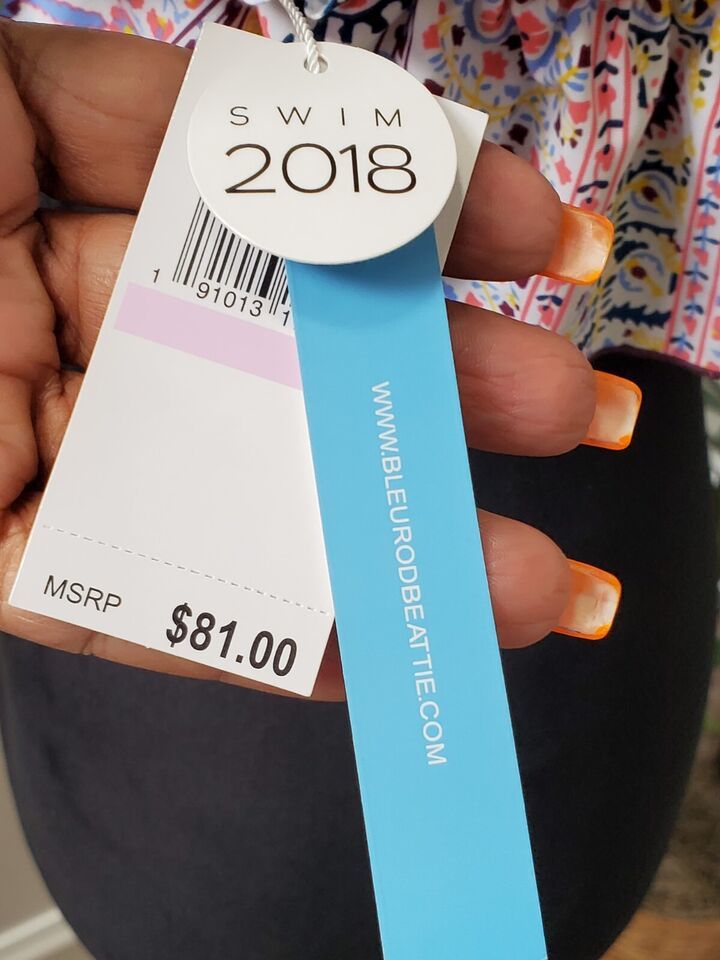 SWIM
2018
1 91013 1
WWW.BLEURODBEATTIE.COM
MSRP $81.00